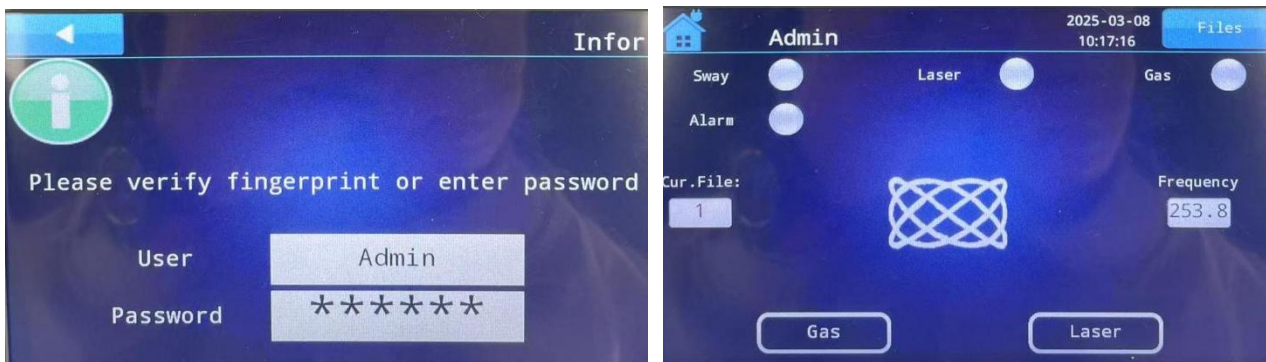 Infor
Please verify fingerprint or enter password
User
Admin
Password
******
Admin
2025-03-08
10:17:16
Files
Sway
Laser
Gas
Alarm
Cur.File:
1
Frequency
253.8
Gas
Laser